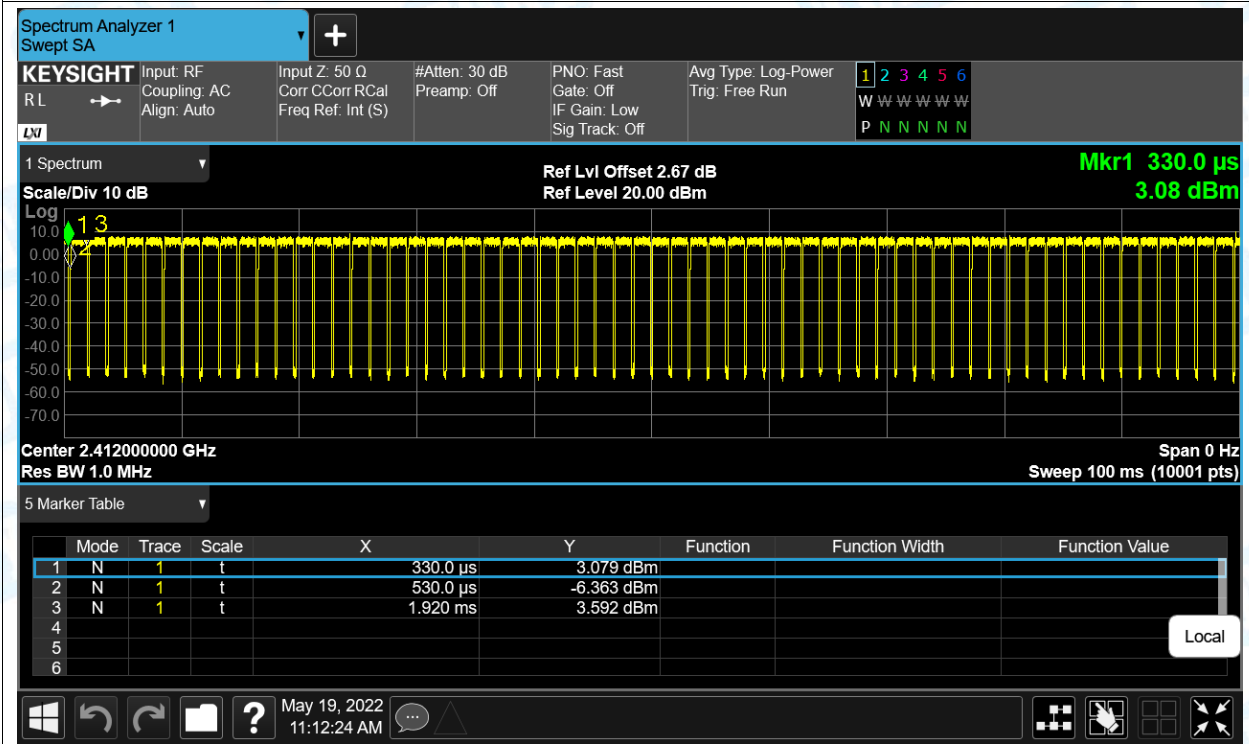 Spectrum Analyzer 1
Swept SA
+
KEYSIGHT Input: RF Input Z: 50 Ω #Atten: 30 dB PNO: Fast Avg Type: Log-Power 1 2 3 4 5 6
R L Coupling: AC Corr CCorr RCal Preamp: Off Gate: Off Trig: Free Run W W W W W W
Align: Auto Freq Ref: Int (S) IF Gain: Low P N N N N N
LXI Sig Track: Off
1 Spectrum Ref Lvl Offset 2.67 dB Mkr1 330.0 µs
Scale/Div 10 dB Ref Level 20.00 dBm 3.08 dBm
Log
1 3
10.0
2
0.00
-10.0
-20.0
-30.0
-40.0
-50.0
-60.0
-70.0
Center 2.412000000 GHz Span 0 Hz
Res BW 1.0 MHz Sweep 100 ms (10001 pts)
5 Marker Table
Mode Trace Scale X Y Function Function Width Function Value
1 N 1 t 330.0 µs 3.079 dBm
2 N 1 t 530.0 µs -6.363 dBm
3 N 1 t 1.920 ms 3.592 dBm
4
5
6
Local
? May 19, 2022
11:12:24 AM